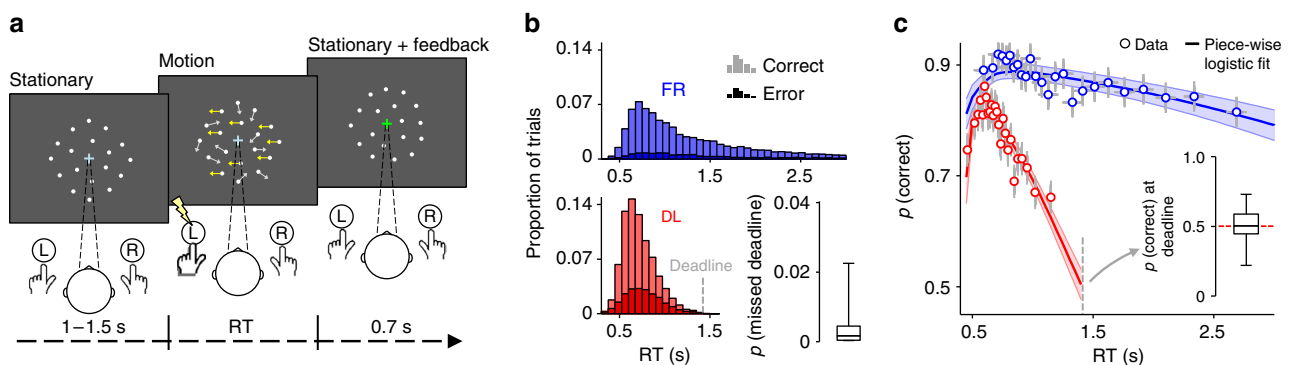 a
Stationary
Motion
Stationary + feedback
L
R
L
R
L
R
1–1.5 s
RT
0.7 s
b
0.14
0.07
0
FR
Correct
Error
0.5
1.5
2.5
Proportion of trials
0.14
0.07
0
DL
Deadline
0.5
1.5
RT (s)
p (missed deadline)
0.04
0.02
0
c
0.9
0.7
0.5
p (correct)
Data
Piece-wise
logistic fit
p (correct) at
deadline
1.0
0.5
0
0.5
1.5
2.5
RT (s)